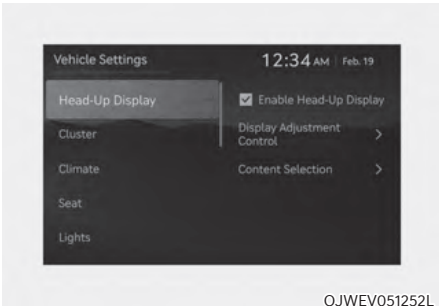 Vehicle Settings
12:34 AM Feb. 19
Head-Up Display
Enable Head-Up Display
Cluster
Display Adjustment
Control
Climate
Content Selection
Seat
Lights
OJWEV051252L